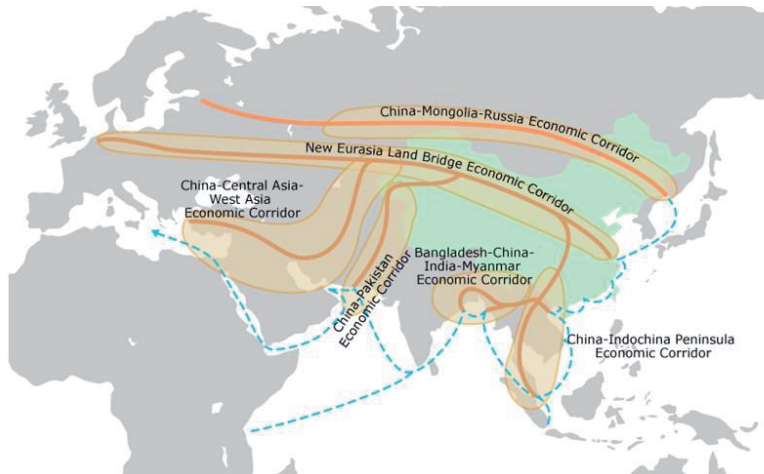 China-Mongolia-Russia Economic Corridor
New Eurasia Land Bridge Economic Corridor
China-Central Asia-
West Asia
Economic Corridor
China-Pakistan
Economic Corridor
Bangladesh-China-
India-Myanmar
Economic Corridor
China-Indochina Peninsula
Economic Corridor